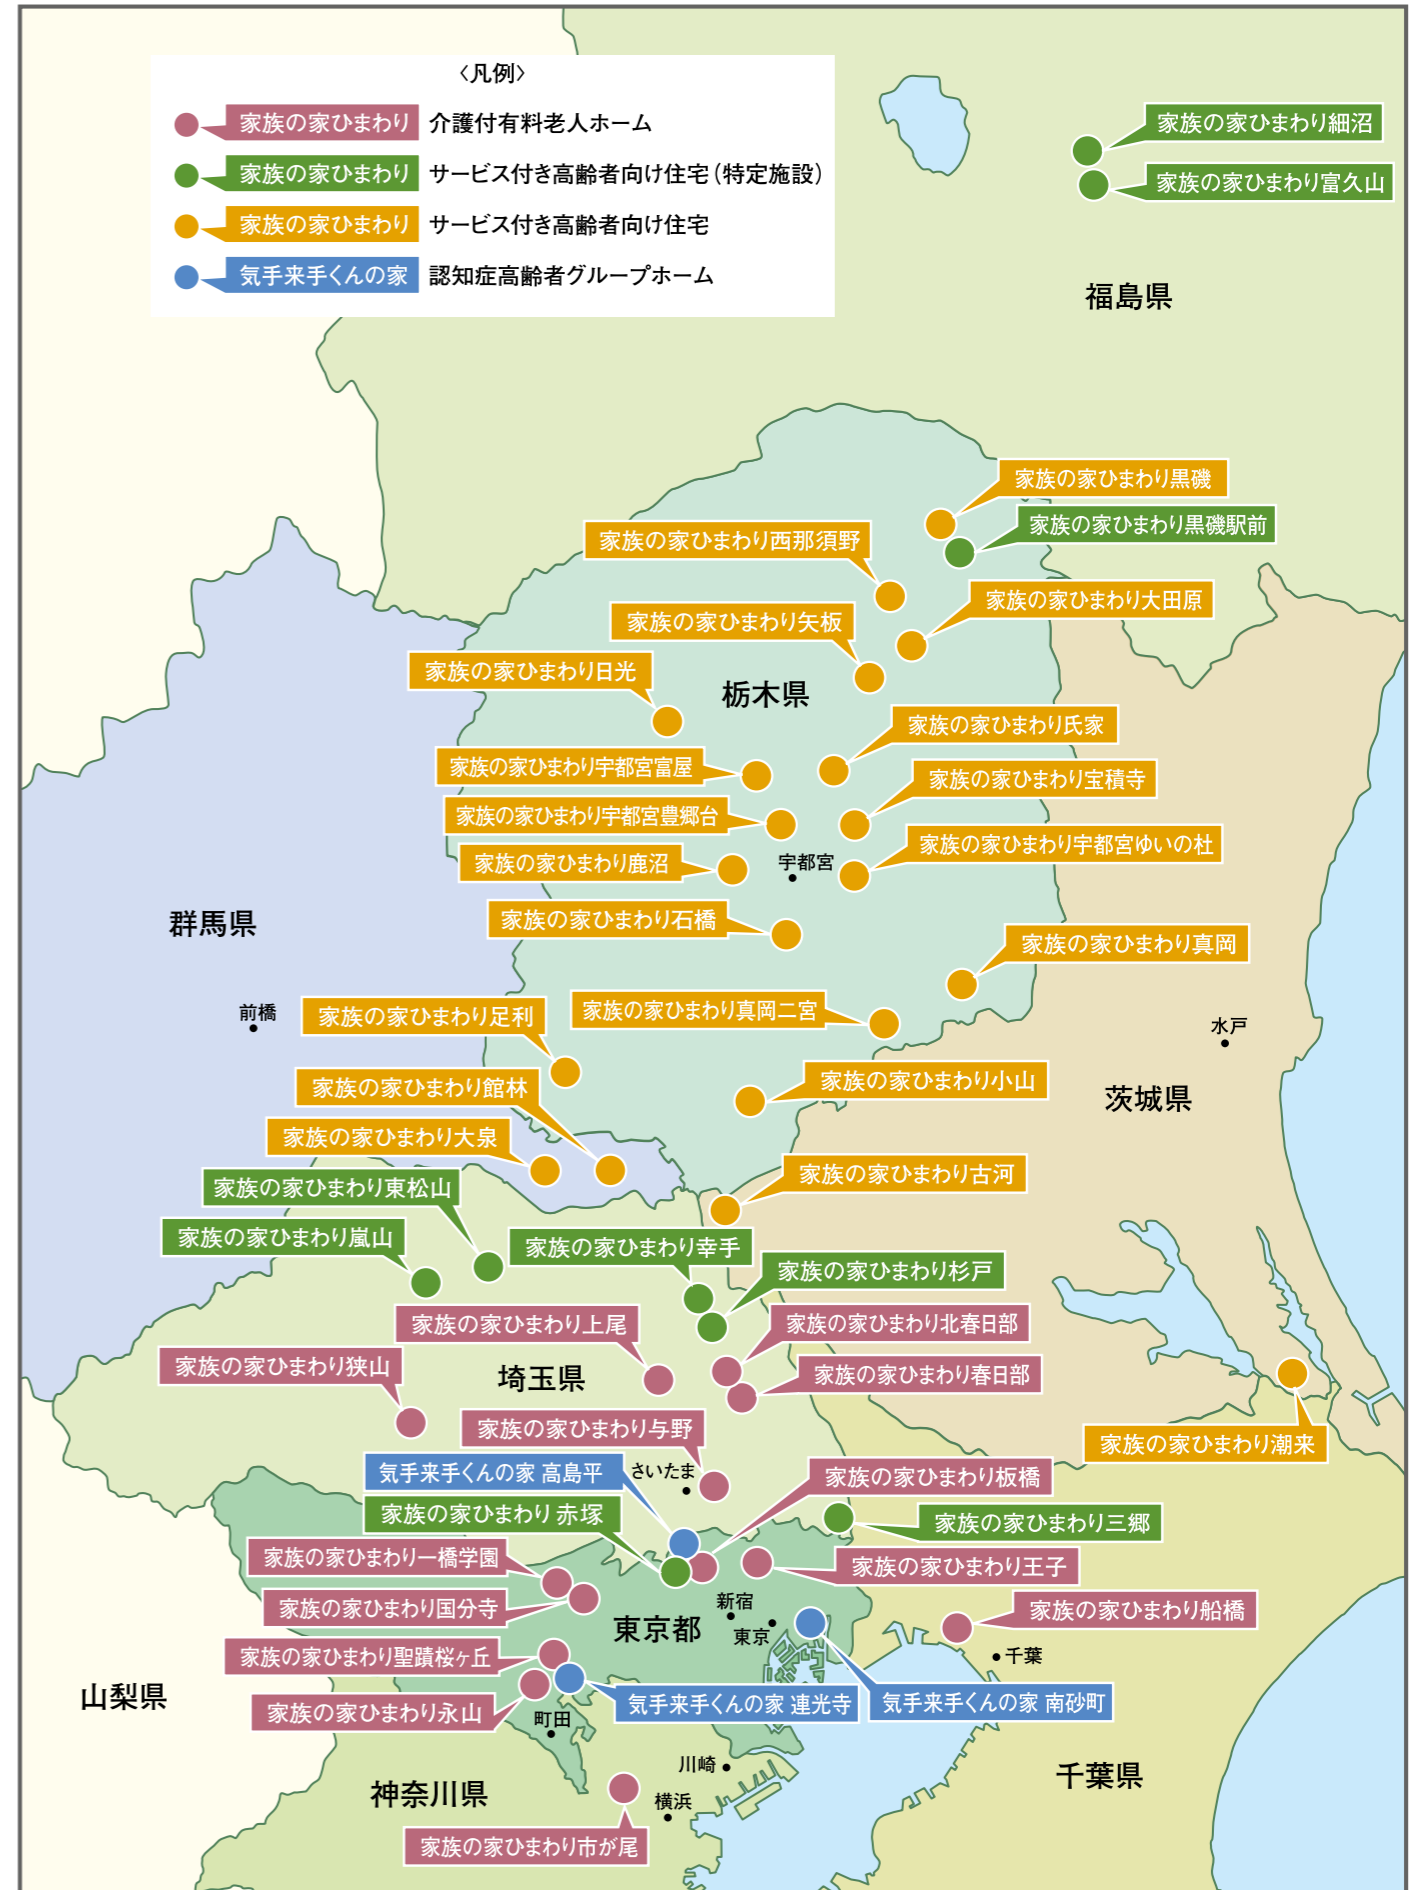 〈凡例〉
家族の家ひまわり 介護付有料老人ホーム
家族の家ひまわり サービス付き高齢者向け住宅（特定施設）
家族の家ひまわり サービス付き高齢者向け住宅
気手来手くんの家 認知症高齢者グループホーム
家族の家ひまわり細沼
家族の家ひまわり富久山
福島県
家族の家ひまわり黒磯
家族の家ひまわり黒磯駅前
家族の家ひまわり西那須野
家族の家ひまわり大田原
家族の家ひまわり矢板
家族の家ひまわり日光
栃木県
家族の家ひまわり氏家
家族の家ひまわり宇都宮富屋
家族の家ひまわり宝積寺
家族の家ひまわり宇都宮豊郷台
家族の家ひまわり宇都宮ゆいの杜
家族の家ひまわり鹿沼
宇都宮
家族の家ひまわり石橋
群馬県
家族の家ひまわり真岡
前橋
家族の家ひまわり足利
家族の家ひまわり真岡二宮
水戸
家族の家ひまわり館林
家族の家ひまわり小山
茨城県
家族の家ひまわり大泉
家族の家ひまわり古河
家族の家ひまわり東松山
家族の家ひまわり嵐山
家族の家ひまわり幸手
家族の家ひまわり杉戸
家族の家ひまわり上尾
家族の家ひまわり北春日部
家族の家ひまわり狭山
埼玉県
家族の家ひまわり春日部
家族の家ひまわり与野
家族の家ひまわり潮来
気手来手くんの家 高島平
さいたま
家族の家ひまわり板橋
家族の家ひまわり 赤塚
家族の家ひまわり三郷
家族の家ひまわり一橋学園
家族の家ひまわり王子
家族の家ひまわり国分寺
新宿
東京都
東京
家族の家ひまわり船橋
家族の家ひまわり聖蹟桜ヶ丘
千葉
山梨県
家族の家ひまわり永山
気手来手くんの家 連光寺
気手来手くんの家 南砂町
町田
川崎
千葉県
神奈川県
横浜
家族の家ひまわり市が尾